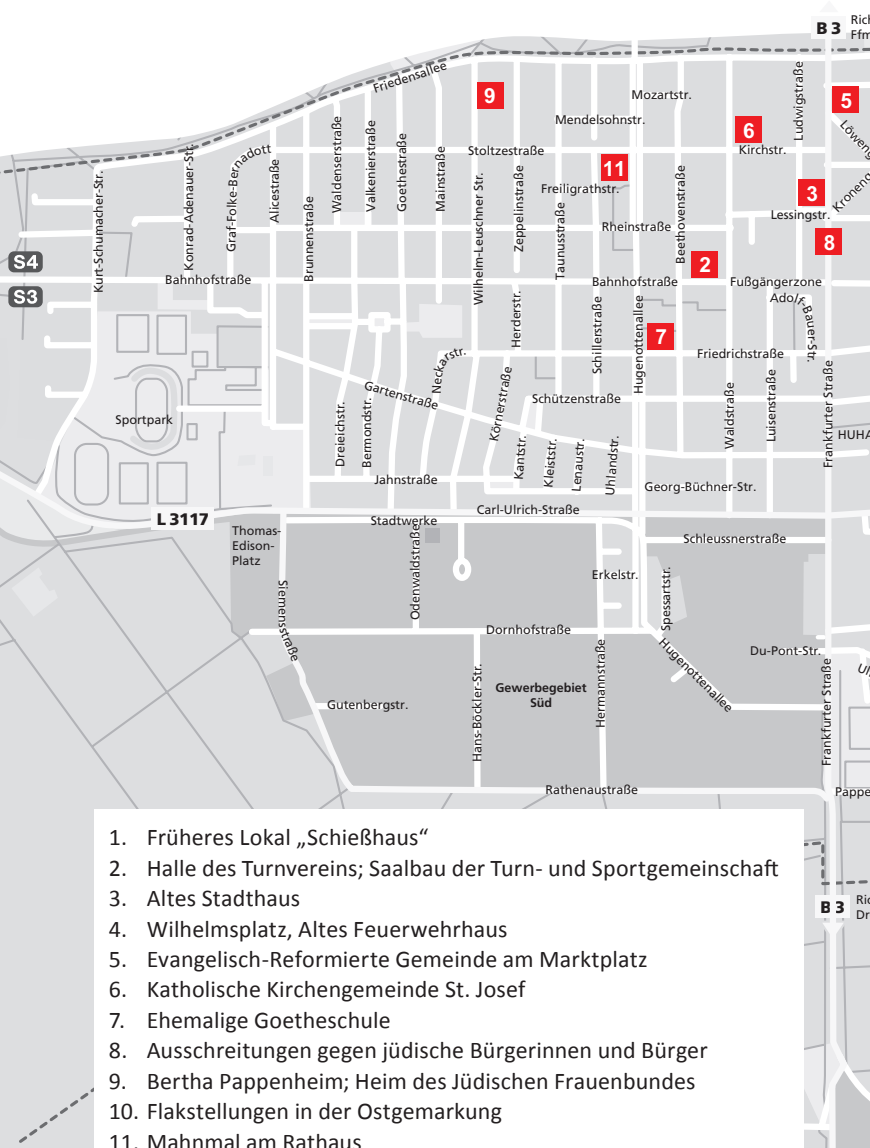 B 3
Ffm
Friedensallee
9
Mozartstr.
Ludwigstraße
5
Mendelsohnstr.
6
Stoltzestraße
Kirchstr.
Graf-Folke-Bernadott
Konrad-Adenauer-Str.
Kurt-Schumacher-Str.
Alicestraße
Brunnenstraße
Waldenserstraße
Valkenierstraße
Goethestraße
Mainstraße
Wilhelm-Leuschner Str.
Zeppelinstraße
Taunusstraße
11
Freiligrathstr.
Beethovenstraße
3
Lessingstr.
Rheinstraße
8
S4
2
Bahnhofstraße
Bahnhofstraße
Fußgängerzone
S3
Adolf-Bauer-Str.
Herderstr.
Schillerstraße
Hugenottenallee
7
Neckarstr.
Friedrichstraße
Gartenstraße
Körnerstraße
Schützenstraße
Waldstraße
Luisenstraße
Frankfurter Straße
Sportpark
Dreieichstr.
Bermondstr.
Kantstr.
Kleiststr.
Lenaustr.
Uhlandstr.
Jahnstraße
Georg-Büchner-Str.
Carl-Ulrich-Straße
L 3117
Stadtwerke
Thomas-
Edison-
Platz
Odenwaldstraße
Schleussnerstraße
Erkelstr.
Spessartstr.
Siemensstraße
Dornhofstraße
Hugenottenallee
Du-Pont-Str.
Hans-Böckler-Str.
Gewerbegebiet
Süd
Hermannstraße
Gutenbergstr.
Frankfurter Straße
Rathenaustraße
Pappe
B 3
1. Früheres Lokal „Schießhaus“
2. Halle des Turnvereins; Saalbau der Turn- und Sportgemeinschaft
3. Altes Stadthaus
4. Wilhelmsplatz, Altes Feuerwehrhaus
5. Evangelisch-Reformierte Gemeinde am Marktplatz
6. Katholische Kirchengemeinde St. Josef
7. Ehemalige Goetheschule
8. Ausschreitungen gegen jüdische Bürgerinnen und Bürger
9. Bertha Pappenheim; Heim des Jüdischen Frauenbundes
10. Flakstellungen in der Ostgemarkung
11. Mahnmal am Rathaus